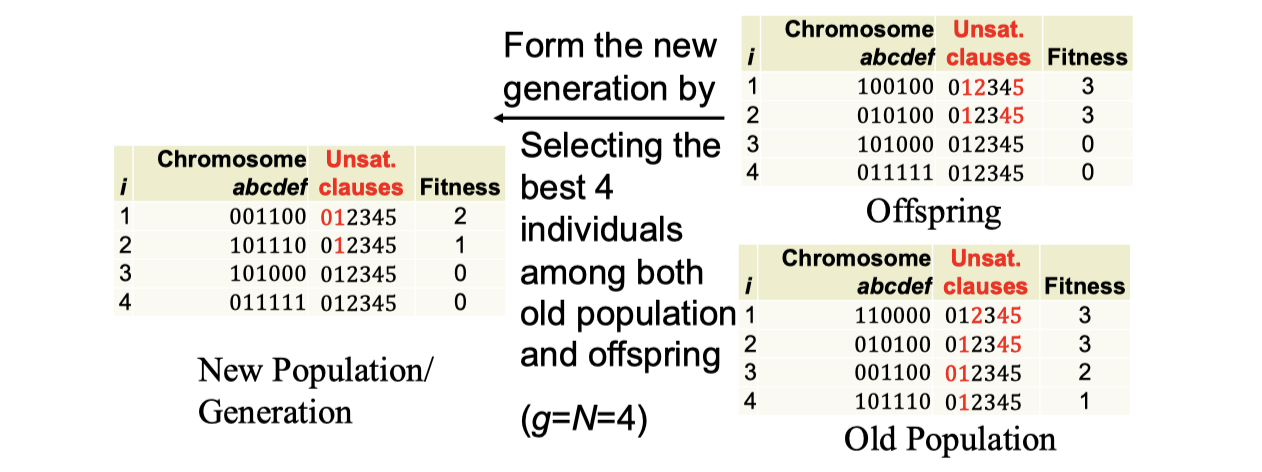 Form the new
generation by
Selecting the
best 4
individuals
among both
old population
and offspring
(g=N=4)
Chromosome Unsat.
i abcdef clauses Fitness
1 001100 012345 2
2 101110 012345 1
3 101000 012345 0
4 011111 012345 0
New Population/
Generation
Chromosome Unsat.
i abcdef clauses Fitness
1 100100 012345 3
2 010100 012345 3
3 101000 012345 0
4 011111 012345 0
Offspring
Chromosome Unsat.
i abcdef clauses Fitness
1 110000 012345 3
2 010100 012345 3
3 001100 012345 2
4 101110 012345 1
Old Population